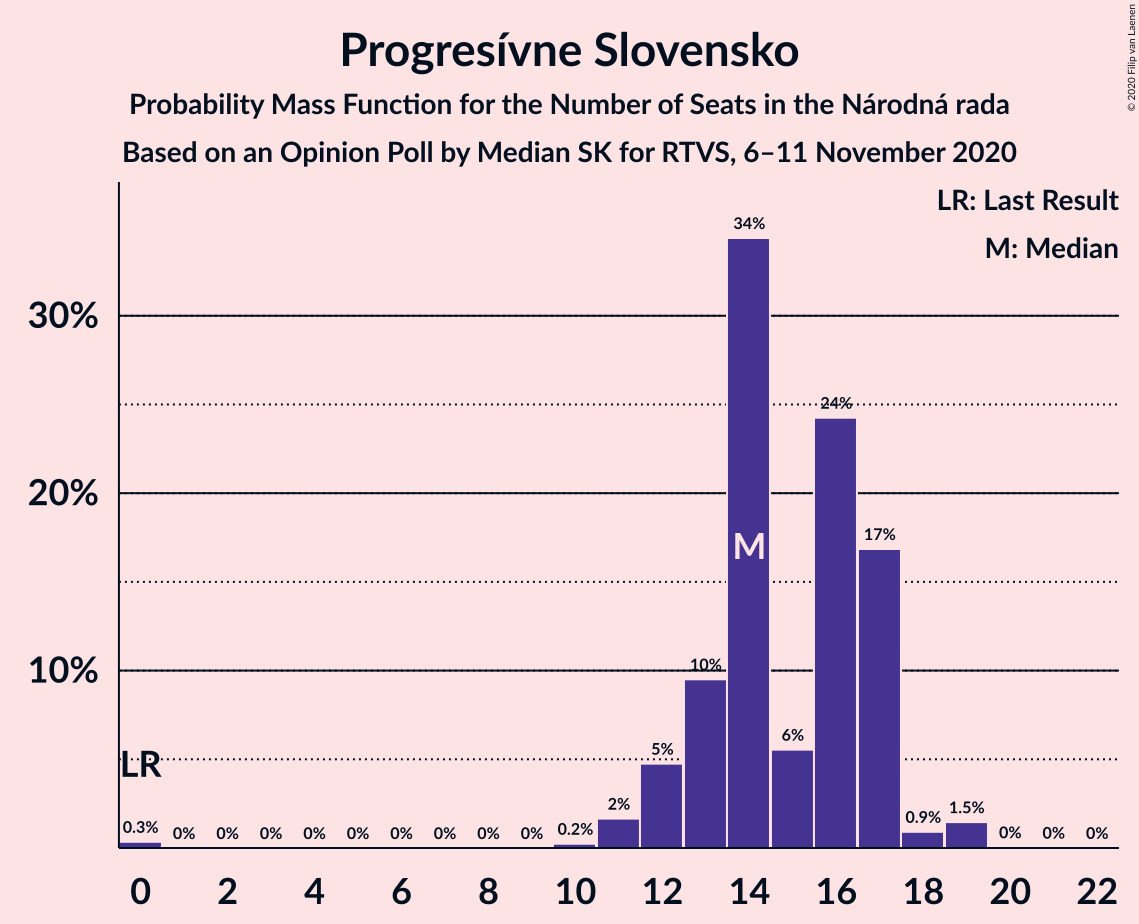 © 2020 Filip van Laenen
Progresívne Slovensko
Probability Mass Function for the Number of Seats in the Národná rada
Based on an Opinion Poll by Median SK for RTVS, 6–11 November 2020
LR: Last Result
M: Median
30%
20%
10%
LR
M
0.3% 0% 0% 0% 0% 0% 0% 0% 0% 0% 0.2% 2% 5% 10% 34% 6% 24% 17% 0.9% 1.5% 0% 0% 0%
0 2 4 6 8 10 12 14 16 18 20 22